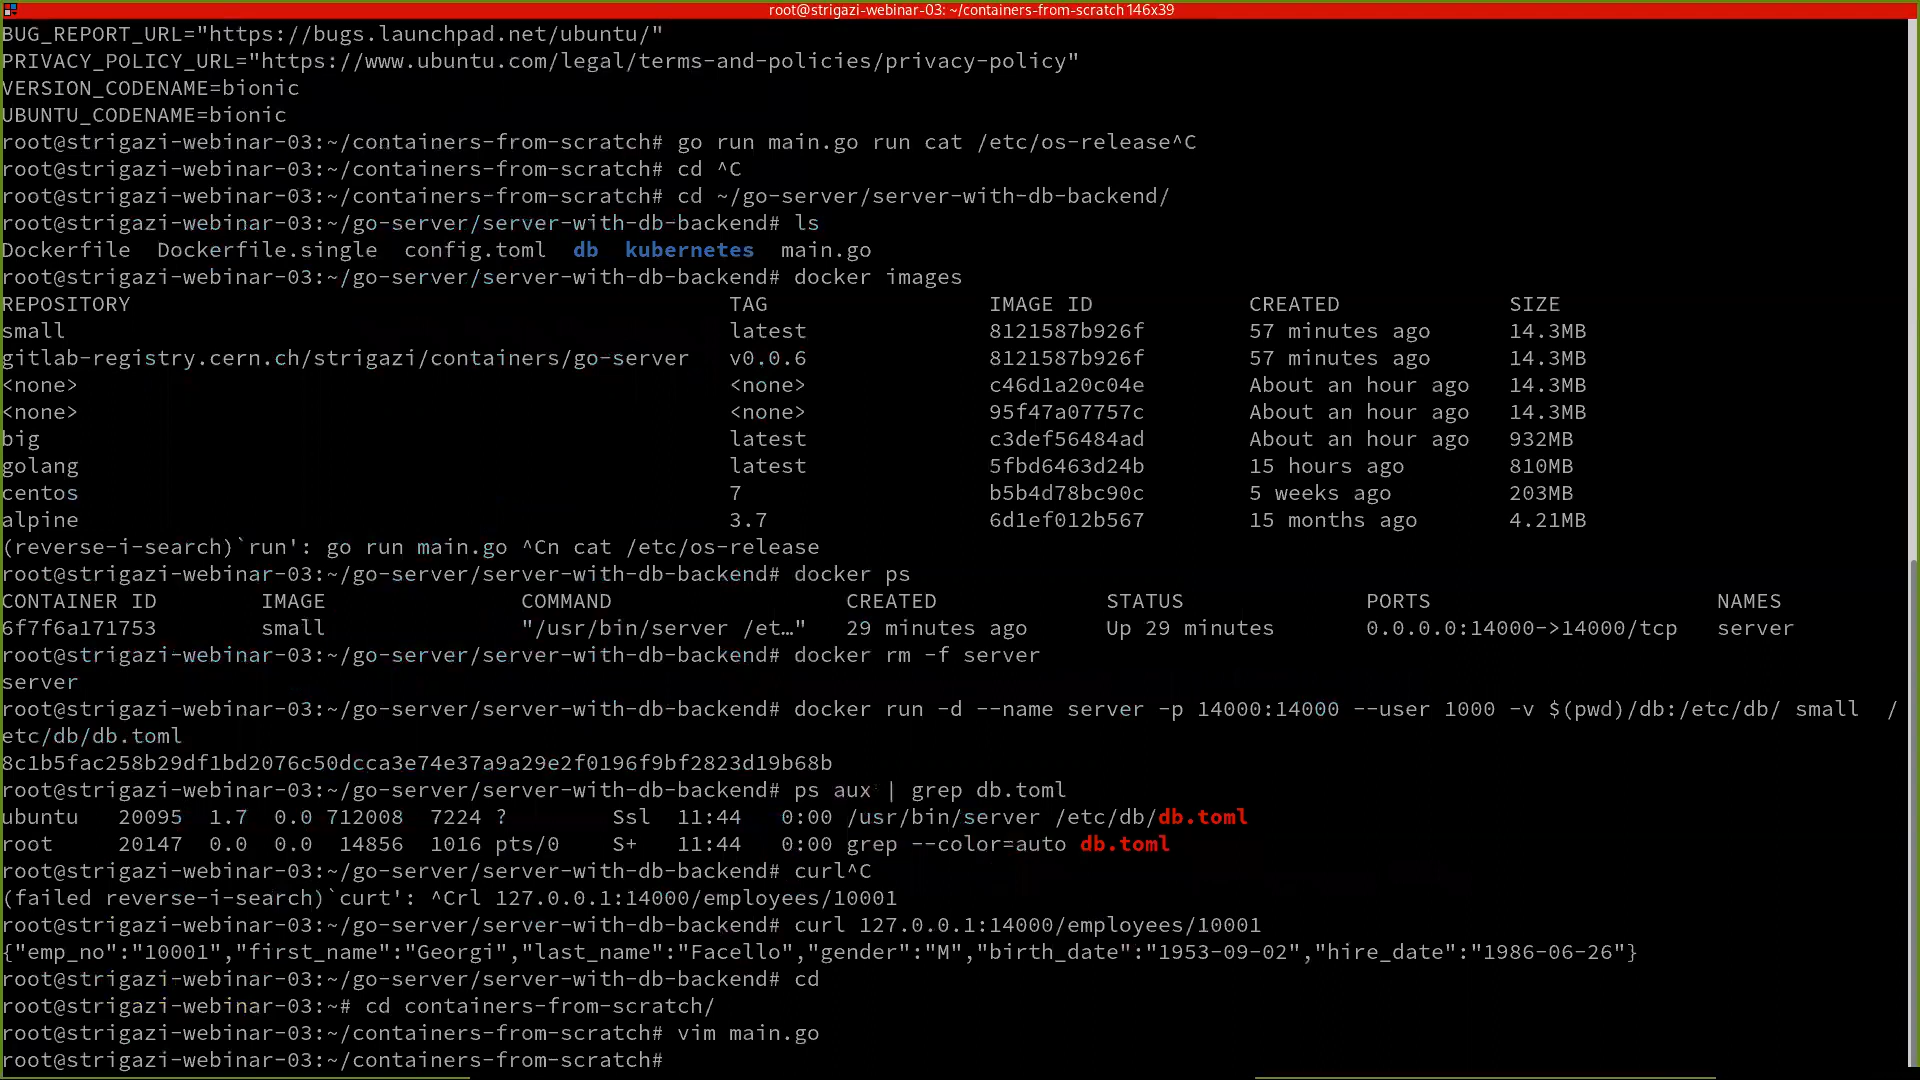 root@strigazi-webinar-03: ~/containers-from-scratch 146x39
BUG_REPORT_URL="https://bugs.launchpad.net/ubuntu/"
PRIVACY_POLICY_URL="https://www.ubuntu.com/legal/terms-and-policies/privacy-policy"
VERSION_CODENAME=bionic
UBUNTU_CODENAME=bionic
root@strigazi-webinar-03:~/containers-from-scratch# go run main.go run cat /etc/os-release^C
root@strigazi-webinar-03:~/containers-from-scratch# cd ^C
root@strigazi-webinar-03:~/containers-from-scratch# cd ~/go-server/server-with-db-backend/
root@strigazi-webinar-03:~/go-server/server-with-db-backend# ls
Dockerfile  Dockerfile.single  config.toml  db  kubernetes  main.go
root@strigazi-webinar-03:~/go-server/server-with-db-backend# docker images
REPOSITORY TAG IMAGE ID CREATED SIZE
small latest 8121587b926f 57 minutes ago 14.3MB
gitlab-registry.cern.ch/strigazi/containers/go-server v0.0.6 8121587b926f 57 minutes ago 14.3MB
<none> <none> c46d1a20c04e About an hour ago 14.3MB
<none> <none> 95f47a07757c About an hour ago 14.3MB
big latest c3def56484ad About an hour ago 932MB
golang latest 5fbd6463d24b 15 hours ago 810MB
centos 7 b5b4d78bc90c 5 weeks ago 203MB
alpine 3.7 6d1ef012b567 15 months ago 4.21MB
(reverse-i-search)`run': go run main.go ^Cn cat /etc/os-release
root@strigazi-webinar-03:~/go-server/server-with-db-backend# docker ps
CONTAINER ID IMAGE COMMAND CREATED STATUS PORTS NAMES
6f7f6a171753 small "/usr/bin/server /et…" 29 minutes ago Up 29 minutes 0.0.0.0:14000->14000/tcp server
root@strigazi-webinar-03:~/go-server/server-with-db-backend# docker rm -f server
server
root@strigazi-webinar-03:~/go-server/server-with-db-backend# docker run -d --name server -p 14000:14000 --user 1000 -v $(pwd)/db:/etc/db/ small  /
etc/db/db.toml
8c1b5fac258b29df1bd2076c50dcca3e74e37a9a29e2f0196f9bf2823d19b68b
root@strigazi-webinar-03:~/go-server/server-with-db-backend# ps aux | grep db.toml
ubuntu 20095 1.7 0.0 712008 7224 ? Ssl 11:44 0:00 /usr/bin/server /etc/db/db.toml
root 20147 0.0 0.0 14856 1016 pts/0 S+ 11:44 0:00 grep --color=auto db.toml
root@strigazi-webinar-03:~/go-server/server-with-db-backend# curl^C
(failed reverse-i-search)`curt': ^Crl 127.0.0.1:14000/employees/10001
root@strigazi-webinar-03:~/go-server/server-with-db-backend# curl 127.0.0.1:14000/employees/10001
{"emp_no":"10001","first_name":"Georgi","last_name":"Facello","gender":"M","birth_date":"1953-09-02","hire_date":"1986-06-26"}
root@strigazi-webinar-03:~/go-server/server-with-db-backend# cd
root@strigazi-webinar-03:~# cd containers-from-scratch/
root@strigazi-webinar-03:~/containers-from-scratch# vim main.go
root@strigazi-webinar-03:~/containers-from-scratch#